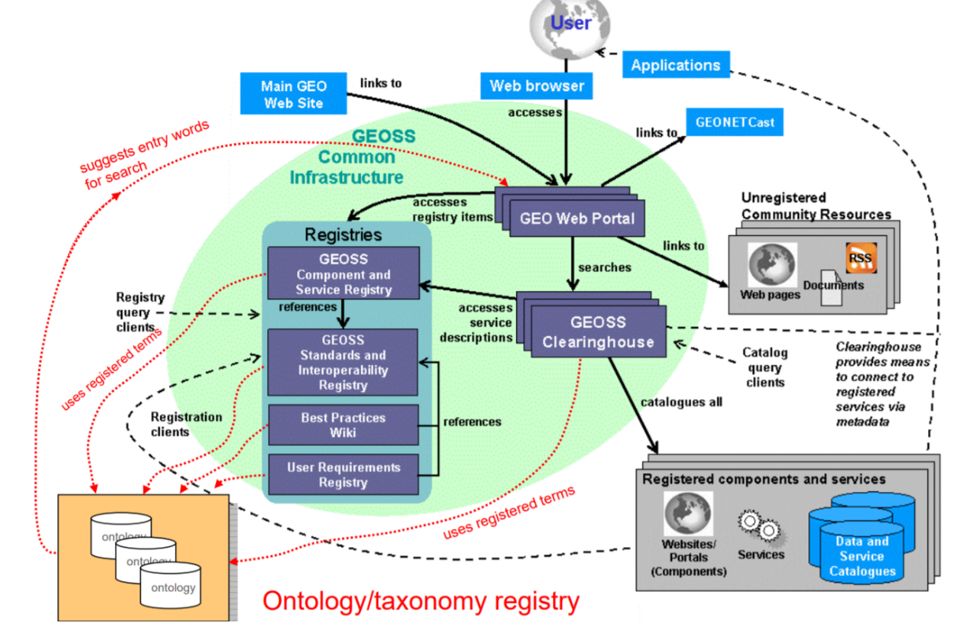 User
Applications
Main GEO
Web Site
links to
Web browser
accesses
GEONETCast
links to
suggests entry words
for search
GEOSS
Common
Infrastructure
accesses
registry items
GEO Web Portal
Unregistered
Community Resources
RSS
Web pages
Documents
links to
searches
Registries
GEOSS
Component and
Service Registry
references
accesses
service
descriptions
GEOSS
Clearinghouse
Registry
query
clients
uses registered terms
GEOSS
Standards and
Interoperability
Registry
Catalog
query
clients
Clearinghouse
provides means
to connect to
registered
services via
metadata
catalogues all
Registration
clients
Best Practices
Wiki
references
User Requirements
Registry
uses registered terms
Registered components and services
Websites/
Portals
(Components)
Services
Data and
Service
Catalogues
ontology
ontology
ontology
Ontology/taxonomy registry